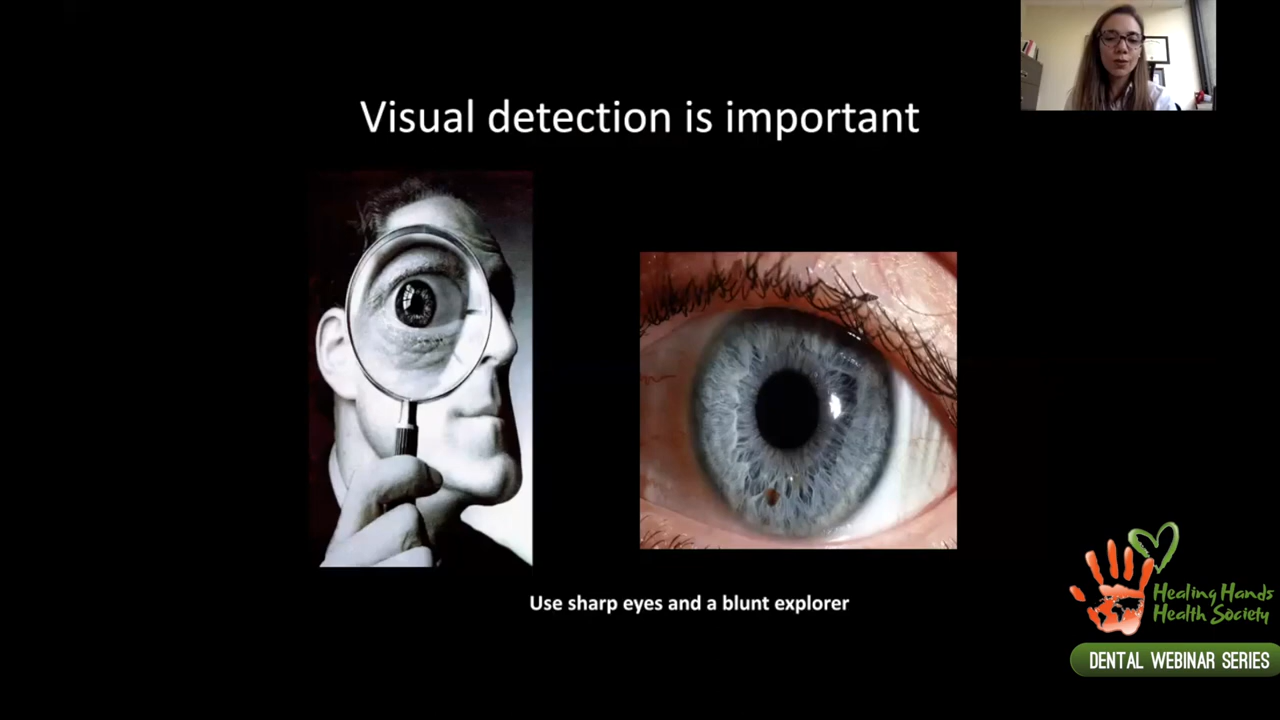 Visual detection is important
Use sharp eyes and a blunt explorer
Healing Hands
Health Society
DENTAL WEBINAR SERIES